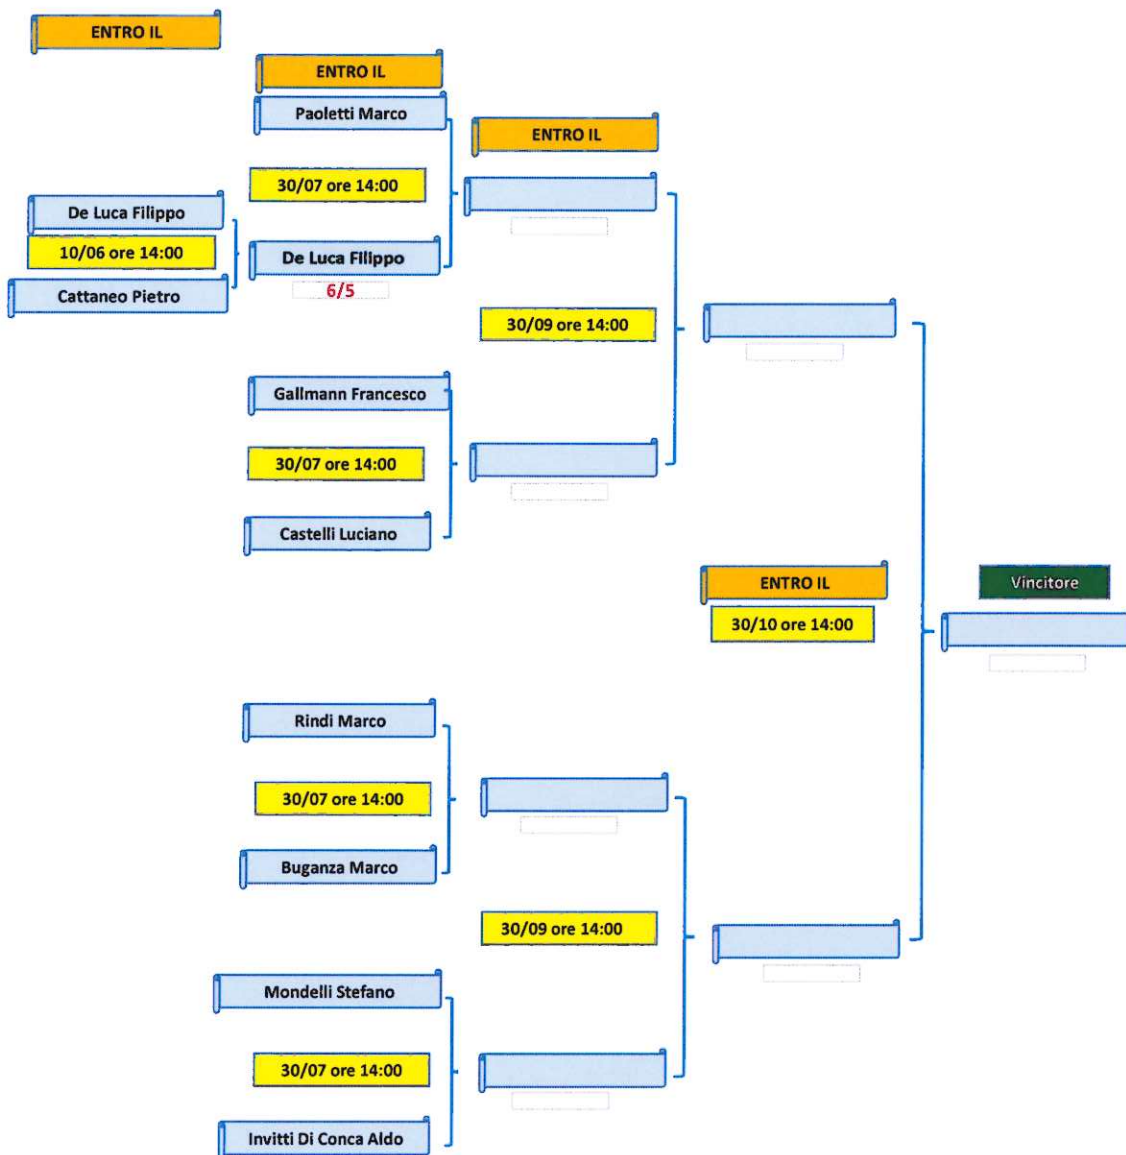 ENTRO IL
ENTRO IL
Paoletti Marco
ENTRO IL
30/07 ore 14:00
De Luca Filippo
10/06 ore 14:00
De Luca Filippo
Cattaneo Pietro
6/5
30/09 ore 14:00
Gallmann Francesco
30/07 ore 14:00
Castelli Luciano
ENTRO IL
Vincitore
30/10 ore 14:00
Rindi Marco
30/07 ore 14:00
Buganza Marco
30/09 ore 14:00
Mondelli Stefano
30/07 ore 14:00
Invitti Di Conca Aldo